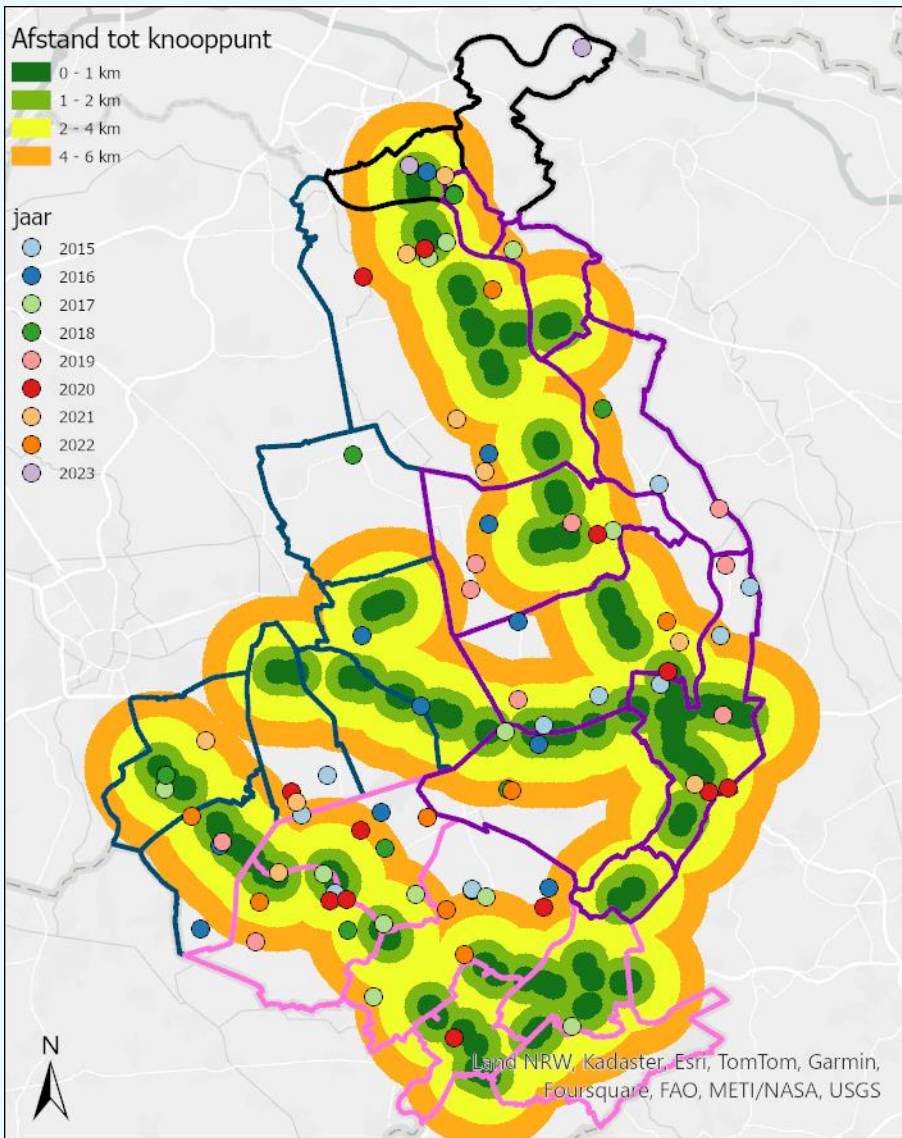 Afstand tot knooppunt
0 - 1 km
1 - 2 km
2 - 4 km
4 - 6 km
jaar
2015
2016
2017
2018
2019
2020
2021
2022
2023
N
Land NRW, Kadaster, Esri, TomTom, Garmin,
Foursquare, FAO, METI/NASA, USGS